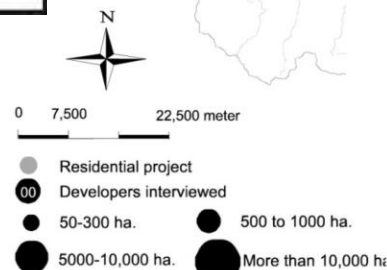 N
0 7,500 22,500 meter
Residential project
00 Developers interviewed
50-300 ha. 500 to 1000 ha.
5000-10,000 ha. More than 10,000 ha